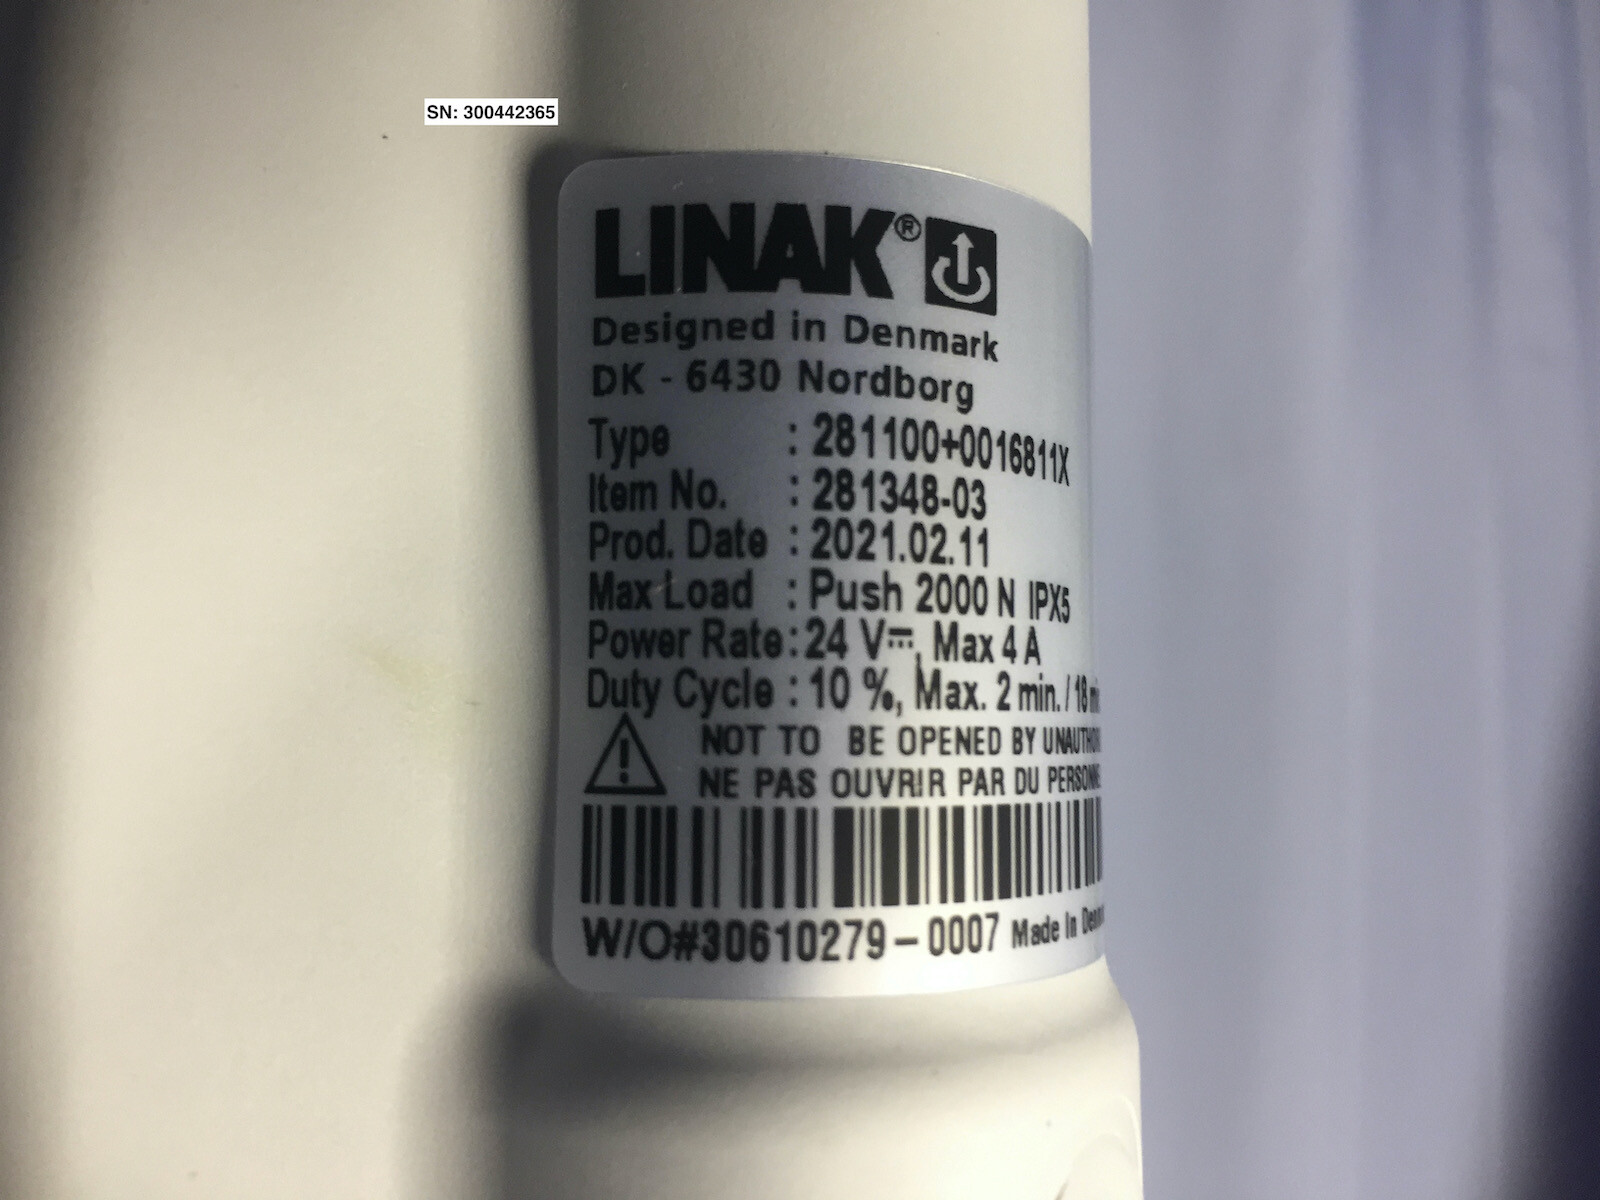 SN: 300442365
LINAK®
Designed in Denmark
DK - 6430 Nordborg
Type : 281100+0016811X
Item No. : 281348-03
Prod. Date : 2021.02.11
Max Load : Push 2000 N IPX5
Power Rate : 24 V⎓, Max 4 A
Duty Cycle : 10 %, Max. 2 min. / 18
NOT TO BE OPENED BY
NE PAS OUVRIR PAR DU
W/O#30610279-0007 Made In